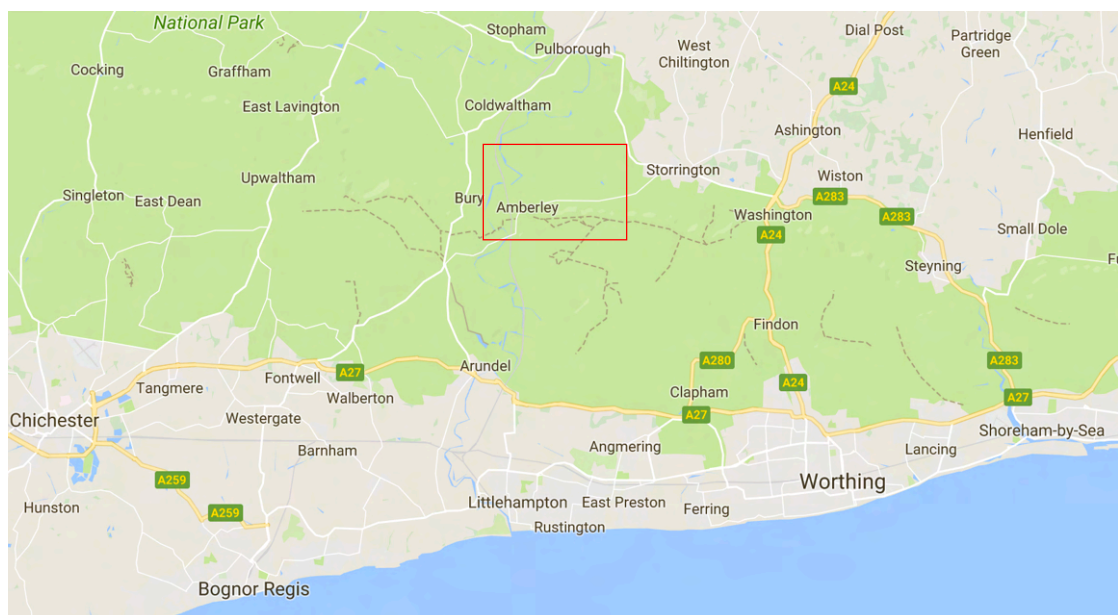 National Park
Stopham
Pulborough
Dial Post
Partridge
Green
West
Chiltington
Cocking
Graffham
East Lavington
Coldwaltham
A24
Ashington
Henfield
Storrington
Wiston
Singleton
East Dean
Upwaltham
Bury
Amberley
A283
Washington
A283
A24
Small Dole
Steyning
Findon
A280
A283
Arundel
A27
Fontwell
Tangmere
Walberton
Clapham
A24
A27
A27
Chichester
Westergate
Barnham
Angmering
Shoreham-by-Sea
Lancing
A259
Worthing
Hunston
A259
Littlehampton
East Preston
Ferring
Rustington
Bognor Regis